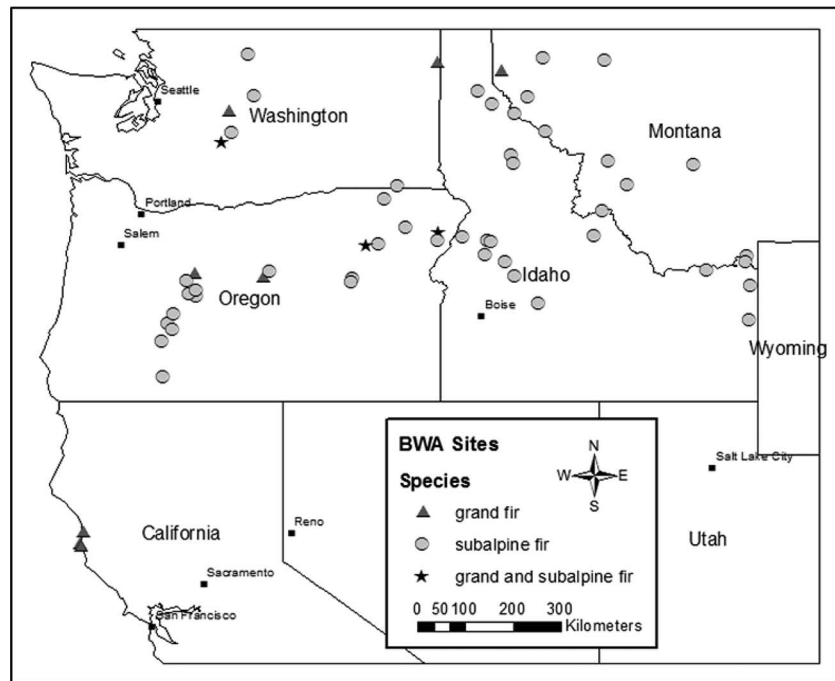 Seattle
Washington
Montana
Portland
Salem
Oregon
Idaho
Boise
Wyoming
BWA Sites
Species
N
W E
S
grand fir
subalpine fir
grand and subalpine fir
0 50 100 200 300
Kilometers
Salt Lake City
California
Reno
Utah
Sacramento
San Francisco